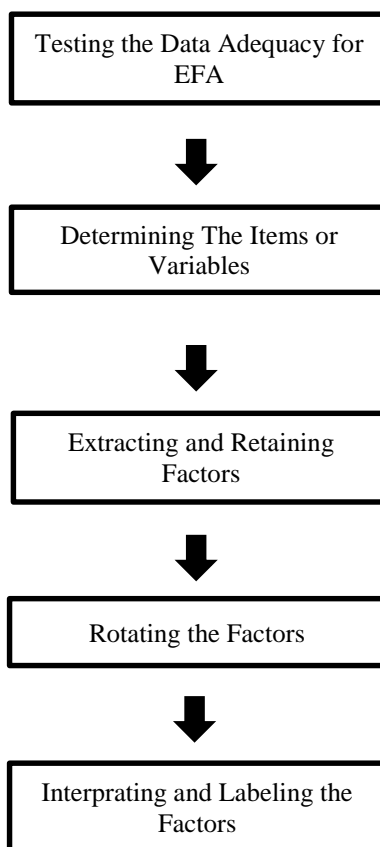 Testing the Data Adequacy for
EFA
Determining The Items or
Variables
Extracting and Retaining
Factors
Rotating the Factors
Interprating and Labeling the
Factors